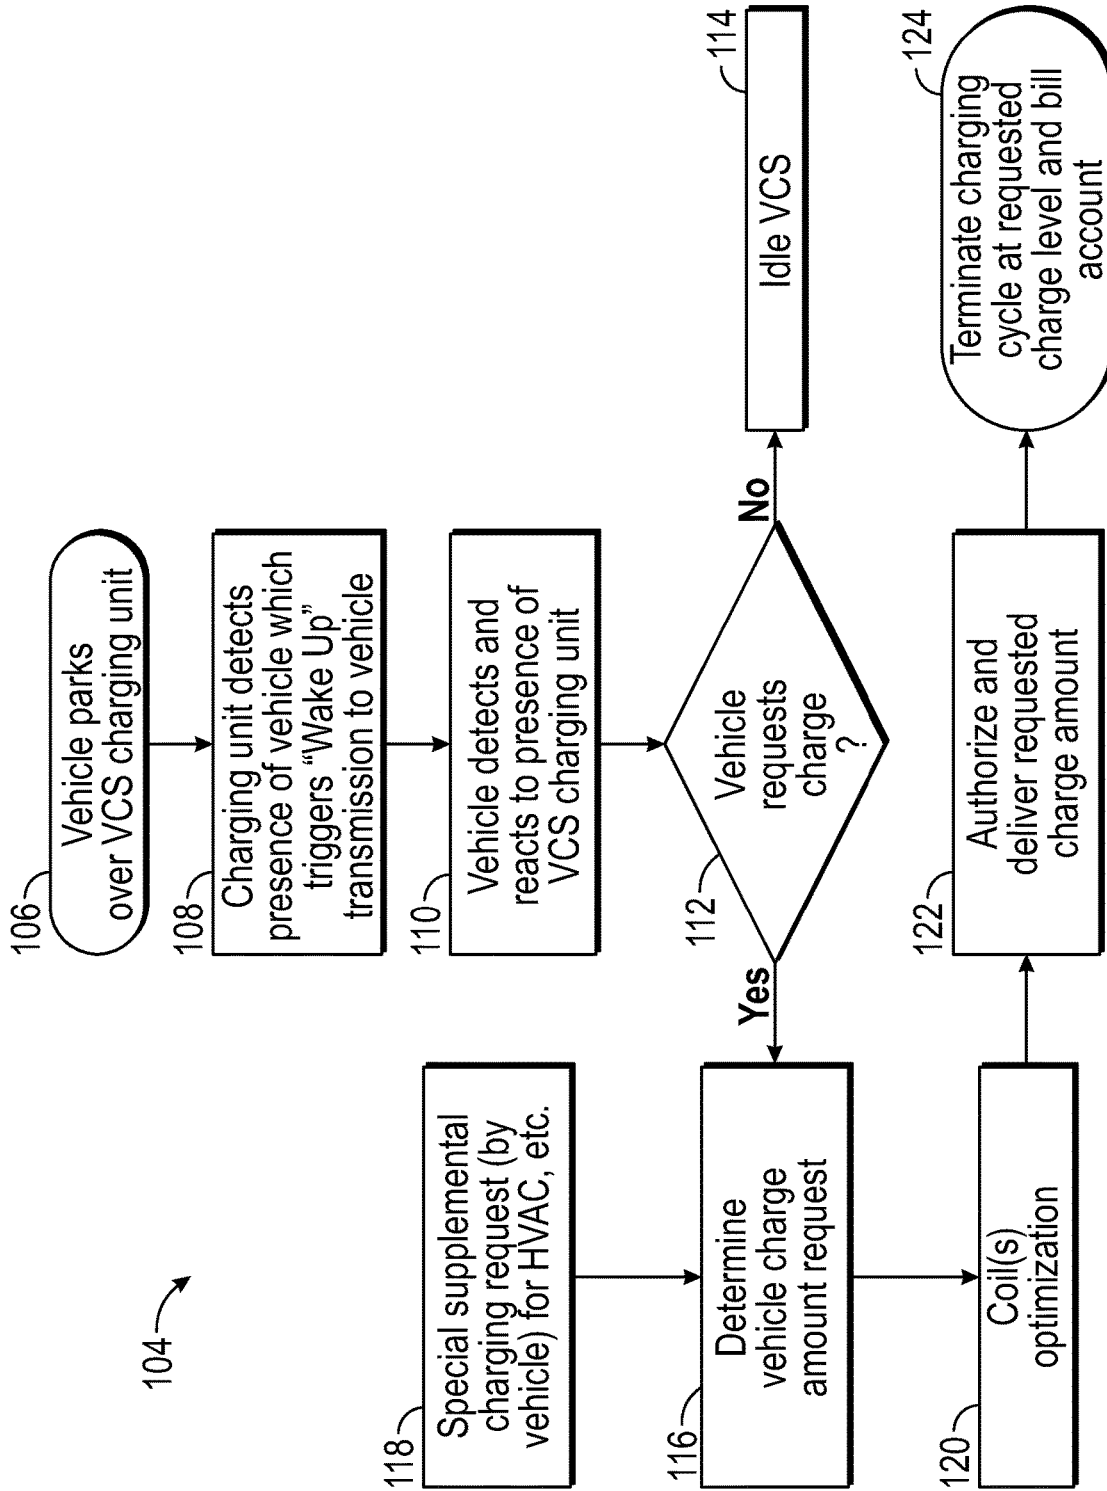 104
106
Vehicle parks
over VCS charging unit
108
Charging unit detects
presence of vehicle which
triggers “Wake Up”
transmission to vehicle
110
Vehicle detects and
reacts to presence of
VCS charging unit
112
Vehicle
requests
charge
?
No
114
Idle VCS
Yes
118
Special supplemental
charging request (by
vehicle) for HVAC, etc.
116
Determine
vehicle charge
amount request
120
Coil(s)
optimization
122
Authorize and
deliver requested
charge amount
124
Terminate charging
cycle at requested
charge level and bill
account